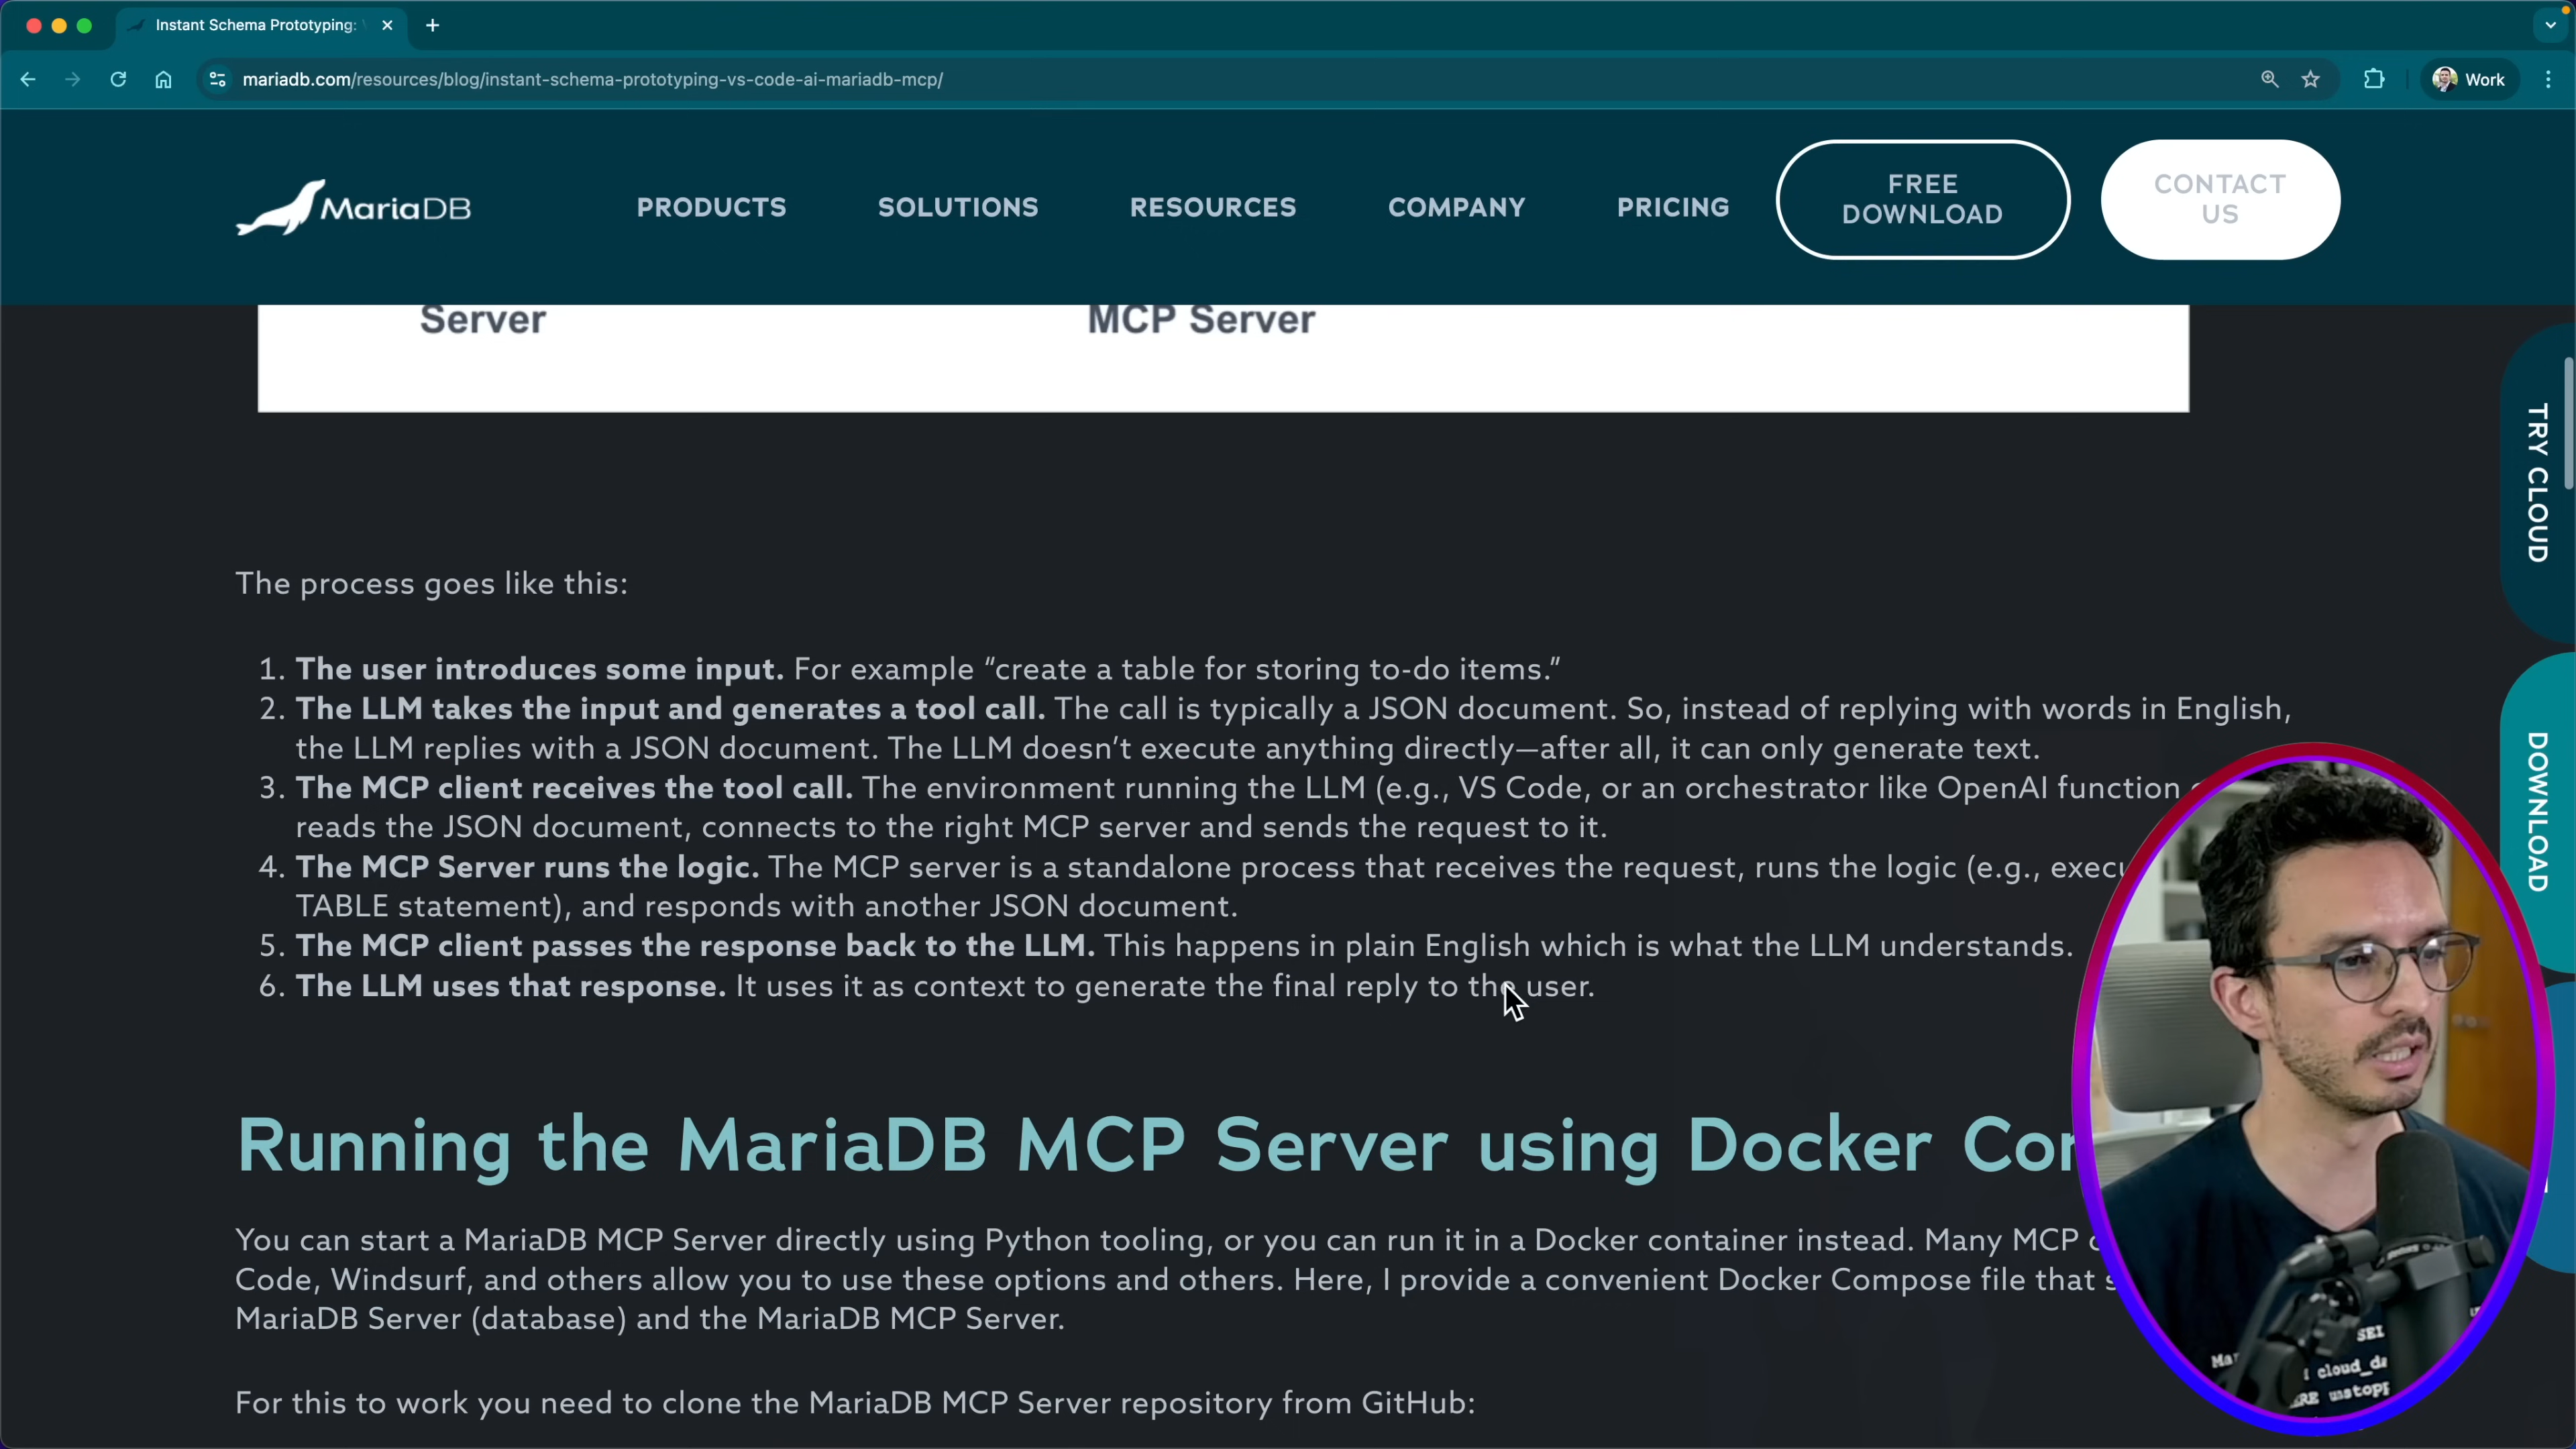 Instant Schema Prototyping:
mariadb.com/resources/blog/instant-schema-prototyping-vs-code-ai-mariadb-mcp/
Work
MariaDB
PRODUCTS
SOLUTIONS
RESOURCES
COMPANY
PRICING
FREE
DOWNLOAD
CONTACT
US
Server
MCP Server
TRY CLOUD
DOWNLOAD
The process goes like this:
1. The user introduces some input. For example “create a table for storing to-do items.”
2. The LLM takes the input and generates a tool call. The call is typically a JSON document. So, instead of replying with words in English,
the LLM replies with a JSON document. The LLM doesn’t execute anything directly—after all, it can only generate text.
3. The MCP client receives the tool call. The environment running the LLM (e.g., VS Code, or an orchestrator like OpenAI function
reads the JSON document, connects to the right MCP server and sends the request to it.
4. The MCP Server runs the logic. The MCP server is a standalone process that receives the request, runs the logic (e.g.,
TABLE statement), and responds with another JSON document.
5. The MCP client passes the response back to the LLM. This happens in plain English which is what the LLM understands.
6. The LLM uses that response. It uses it as context to generate the final reply to the user.
Running the MariaDB MCP Server using Docker
You can start a MariaDB MCP Server directly using Python tooling, or you can run it in a Docker container instead. Many MCP
Code, Windsurf, and others allow you to use these options and others. Here, I provide a convenient Docker Compose file that
MariaDB Server (database) and the MariaDB MCP Server.
For this to work you need to clone the MariaDB MCP Server repository from GitHub: